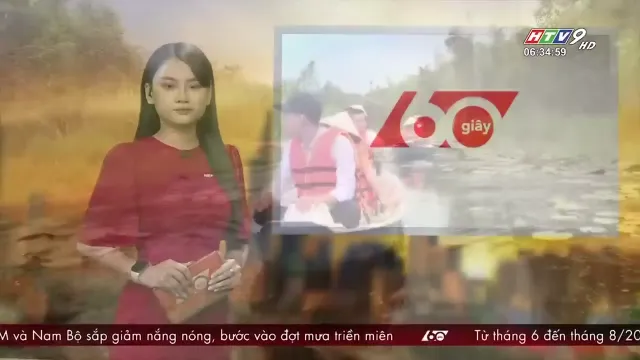 HTV9 HD
06:34:59
60 giây
M và Nam Bộ sắp giảm nắng nóng, bước vào đợt mưa triền miên 60 Từ tháng 6 đến tháng 8/20